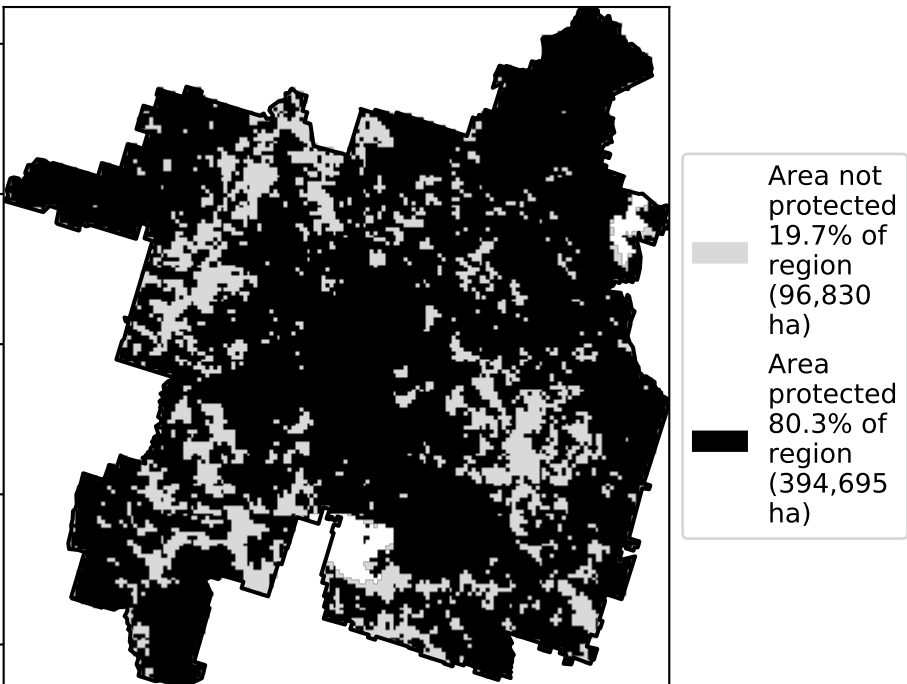 Area not
protected
19.7% of
region
(96,830
ha)
Area
protected
80.3% of
region
(394,695
ha)